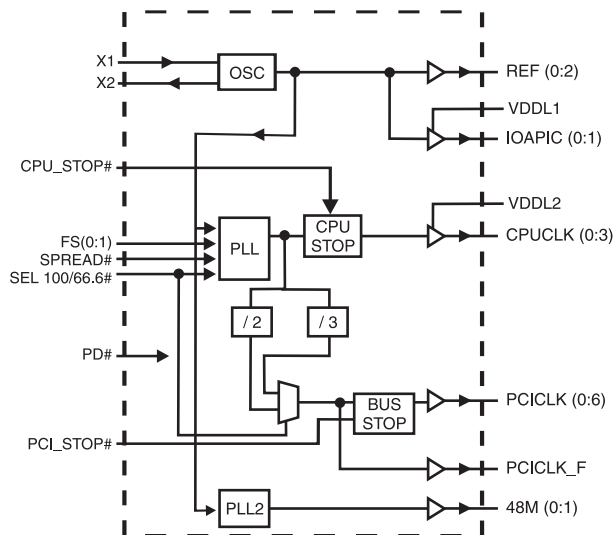 X1
X2
OSC
REF (0:2)
VDDL1
IOAPIC (0:1)
CPU_STOP#
VDDL2
CPU
STOP
CPUCLK (0:3)
PLL
FS(0:1)
SPREAD#
SEL 100/66.6#
/ 2
/ 3
PD#
PCICLK (0:6)
BUS
STOP
PCI_STOP#
PCICLK_F
PLL2
48M (0:1)